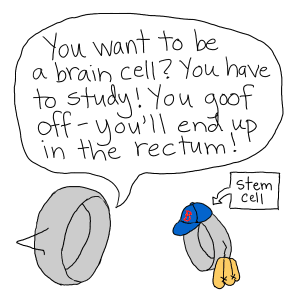 You want to be
a brain cell? You have
to study! You goof
off - you'll end up
in the rectum!
stem
cell
B